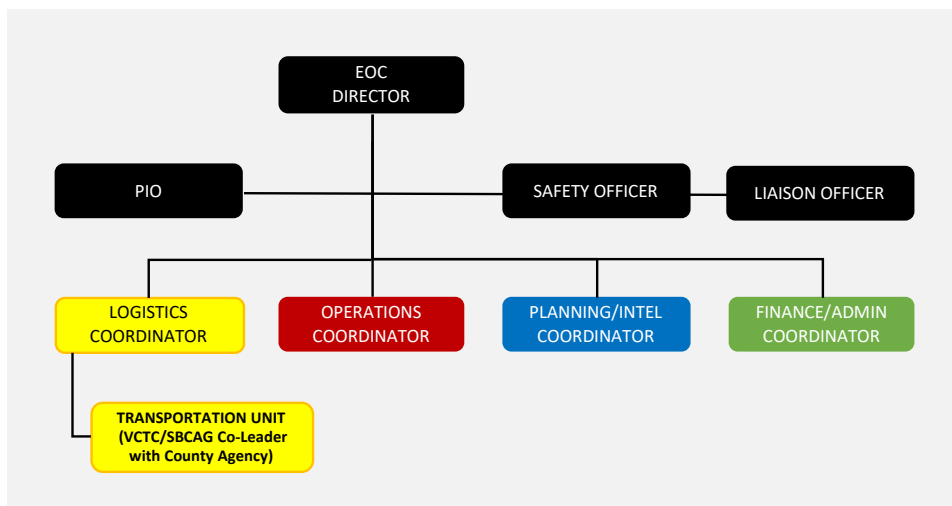 EOC
DIRECTOR
PIO
SAFETY OFFICER
LIAISON OFFICER
LOGISTICS
COORDINATOR
OPERATIONS
COORDINATOR
PLANNING/INTEL
COORDINATOR
FINANCE/ADMIN
COORDINATOR
TRANSPORTATION UNIT
(VCTC/SBCAG Co-Leader
with County Agency)